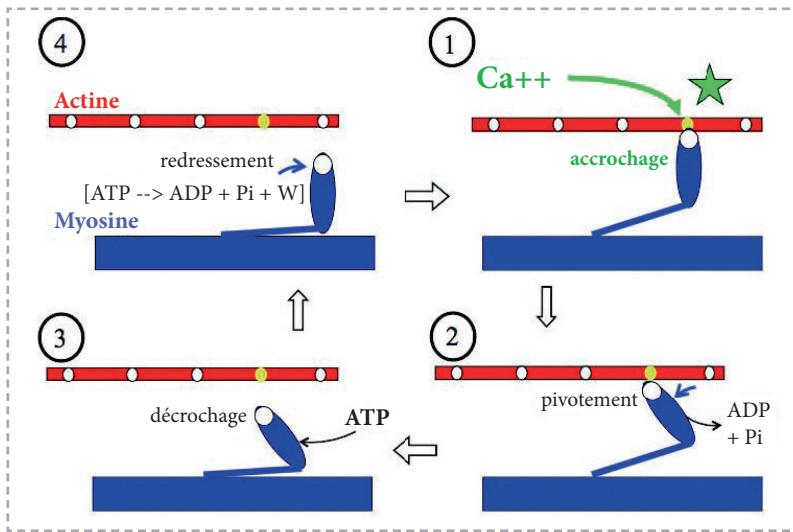 4
Actine
redressement
[ATP --> ADP + Pi + W]
Myosine
1
Ca++
accrochage
3
décrochage
ATP
2
pivotement
ADP
+ Pi